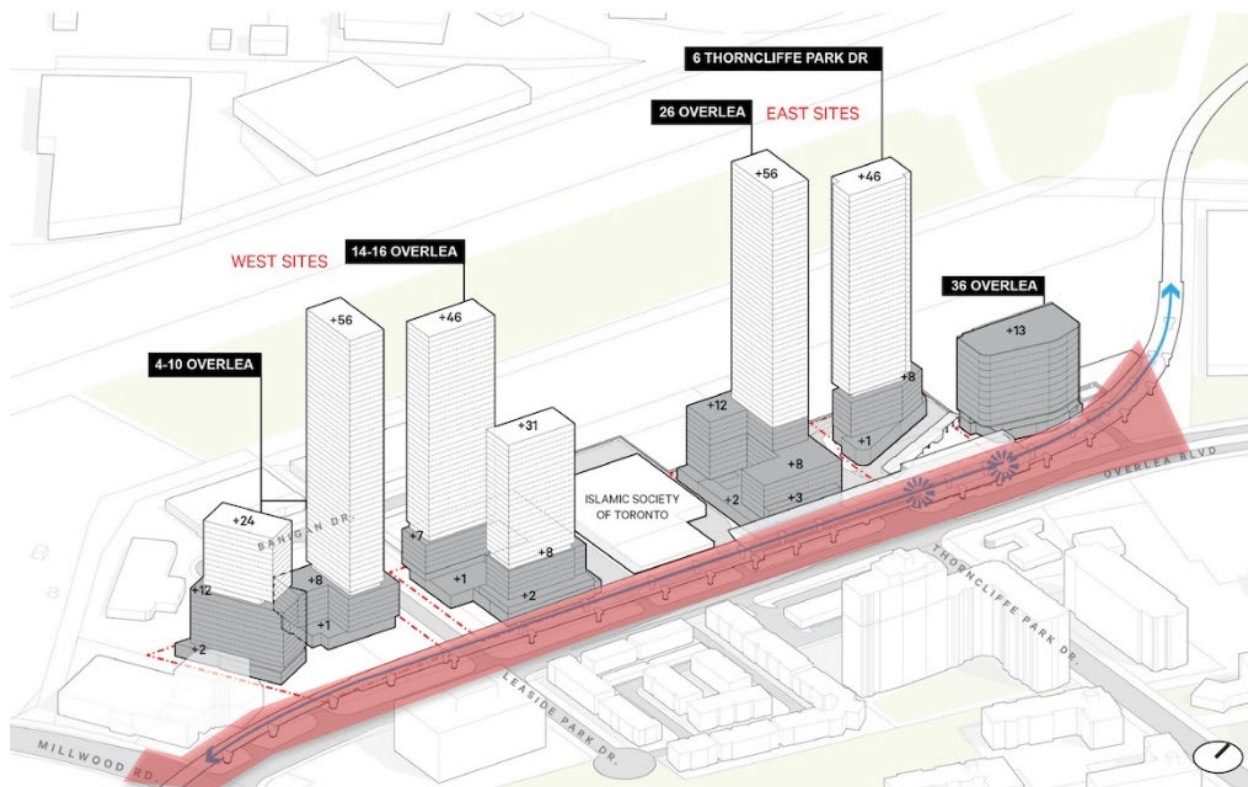 6 THORNCLIFFE PARK DR
26 OVERLEA
EAST SITES
+56
+46
14-16 OVERLEA
WEST SITES
36 OVERLEA
+56
+46
+13
4-10 OVERLEA
+8
+12
+31
+1
+8
ISLAMIC SOCIETY
OF TORONTO
+2
+3
+24
BANIGAN DR.
+7
+8
OVERLEA BLVD
+12
+8
+1
+2
+1
+2
THORNCLIFFE PARK DR.
LEASIDE PARK DR.
MILLWOOD RD.